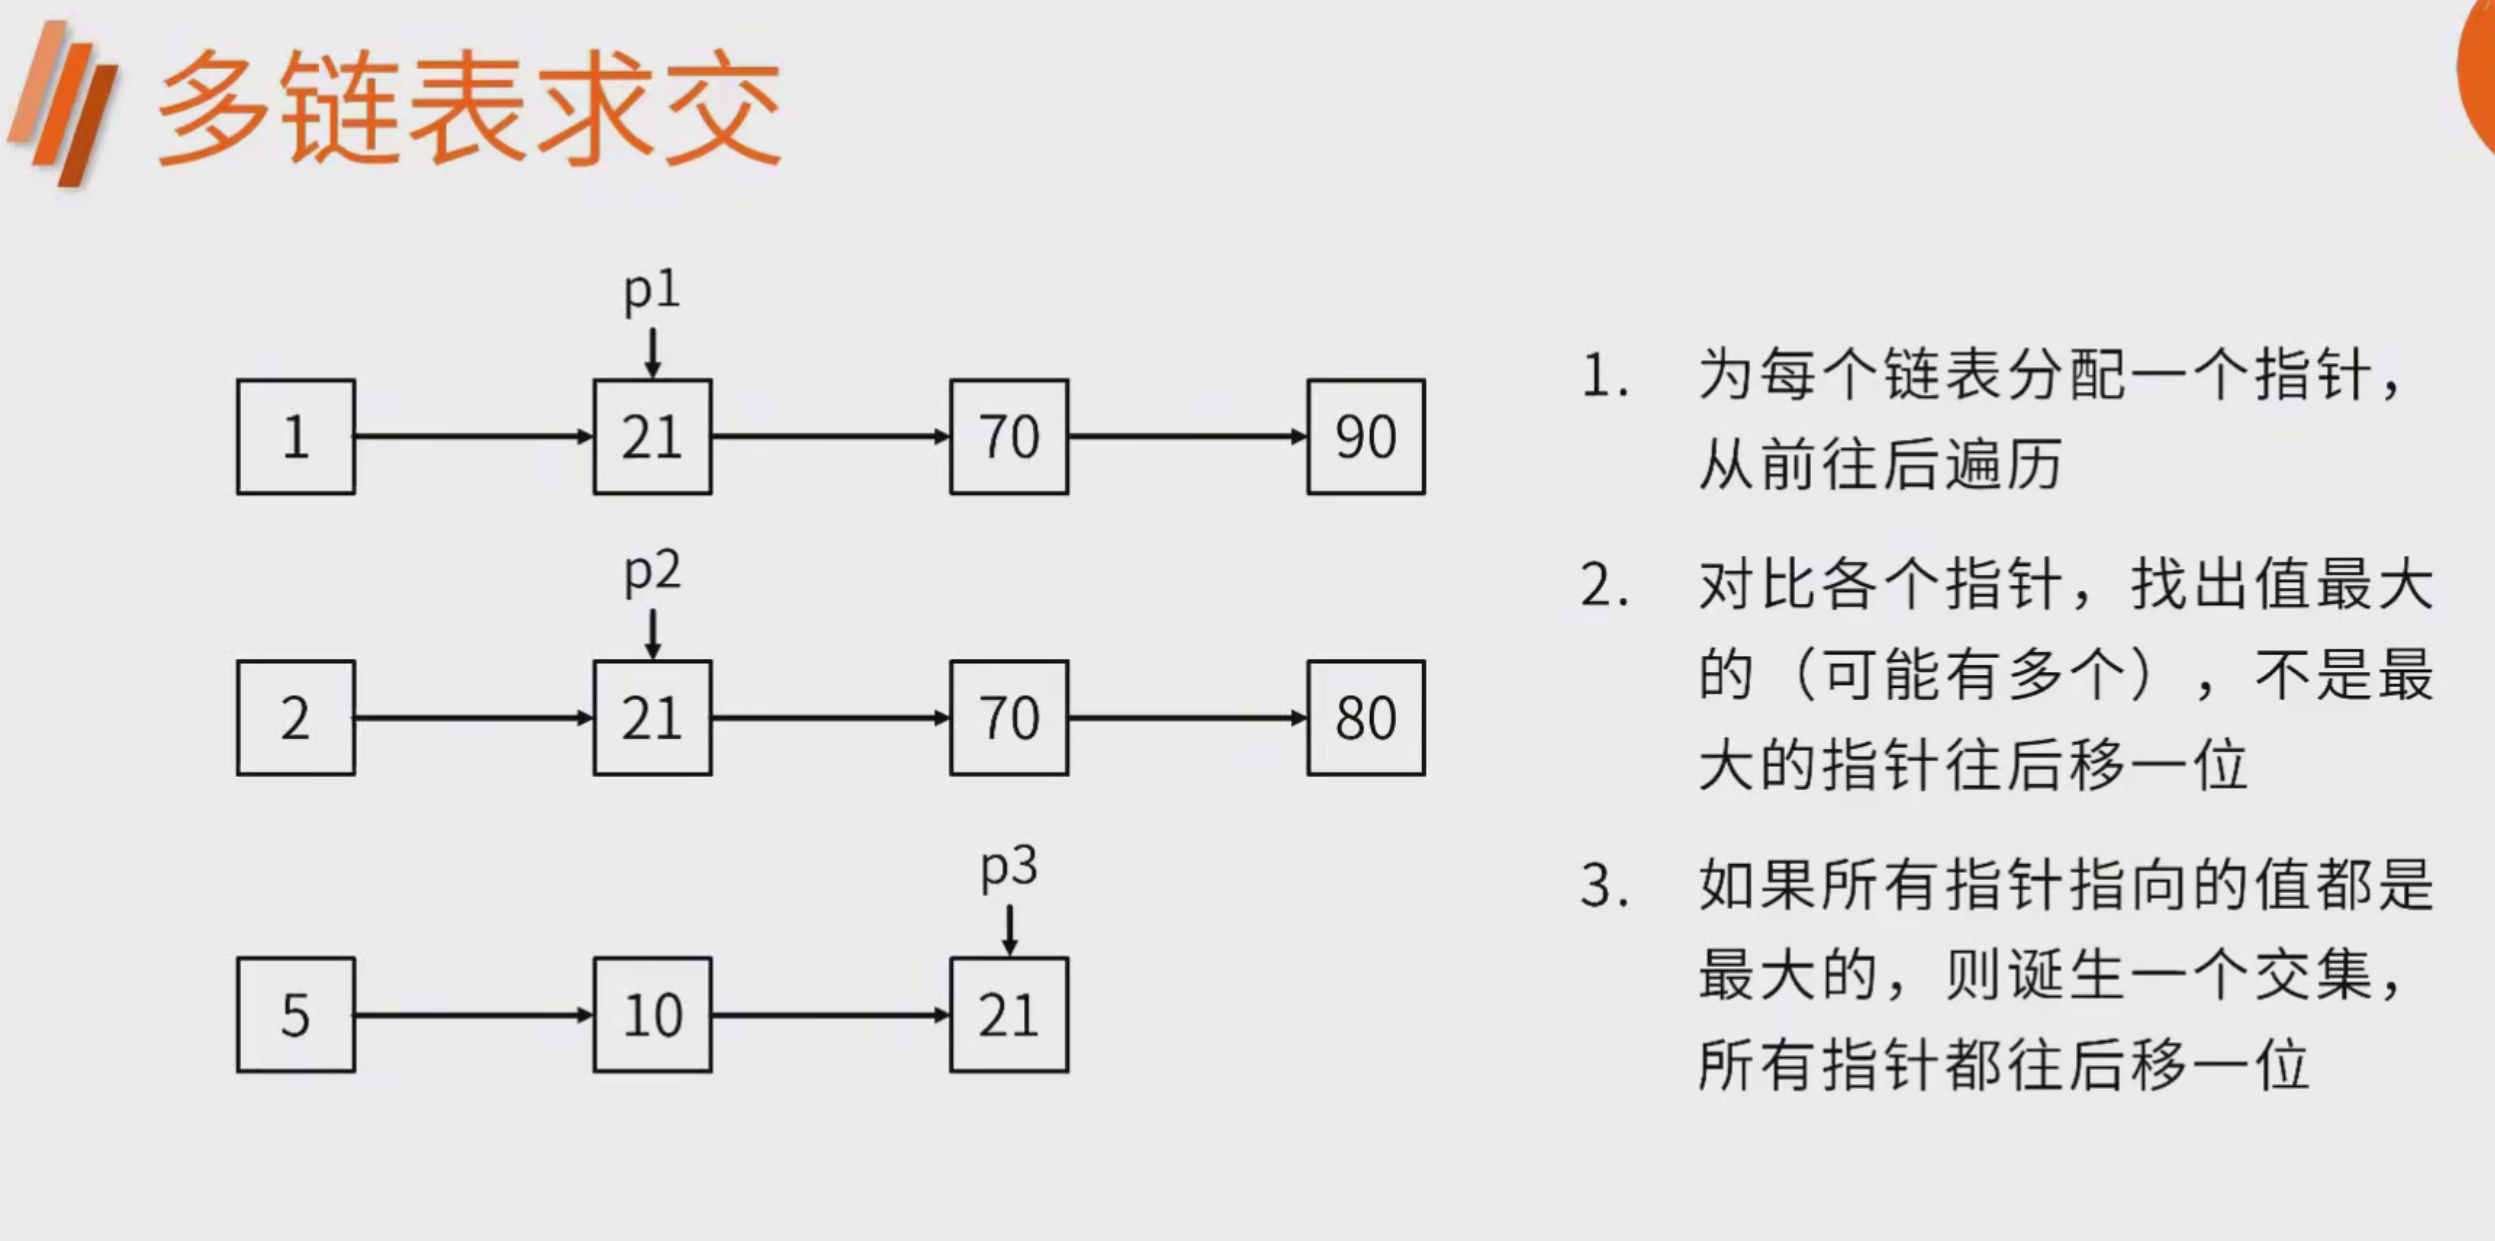 多链表求交
p1
1 21 70 90
p2
2 21 70 80
p3
5 10 21
1. 为每个链表分配一个指针，
从前往后遍历
2. 对比各个指针，找出值最大
的（可能有多个），不是最
大的指针往后移一位
3. 如果所有指针指向的值都是
最大的，则诞生一个交集，
所有指针都往后移一位